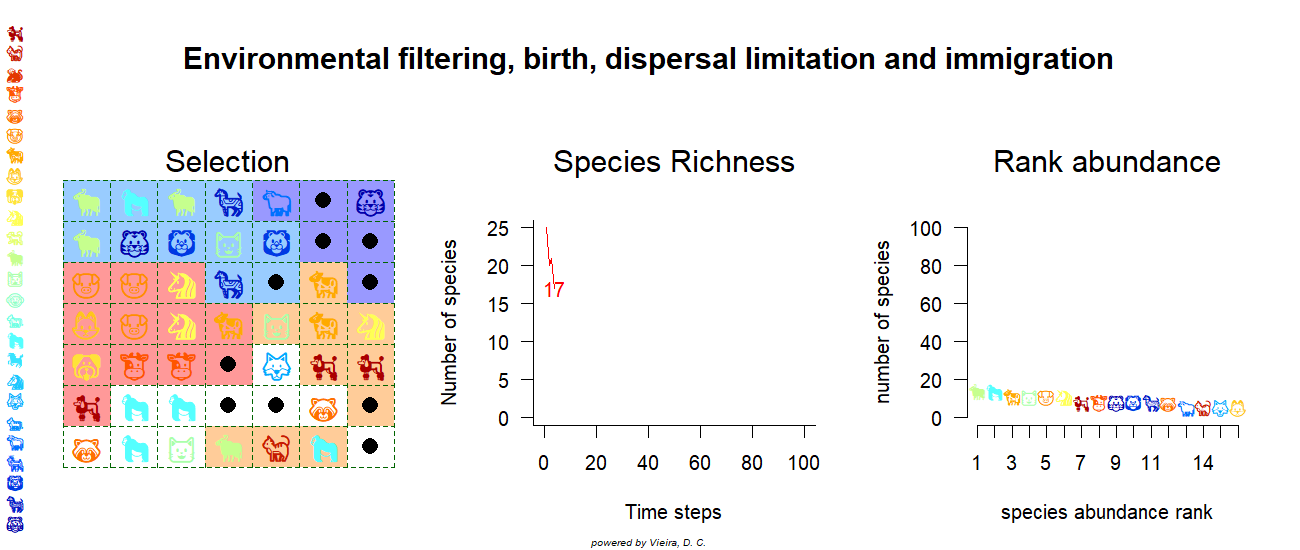 Environmental filtering, birth, dispersal limitation and immigration
Selection
Species Richness
Number of species
25
20
15
10
5
0
17
0 20 40 60 80 100
Time steps
Rank abundance
number of species
100
80
60
40
20
0
1 3 5 7 9 11 14
species abundance rank
powered by Vieira, D. C.